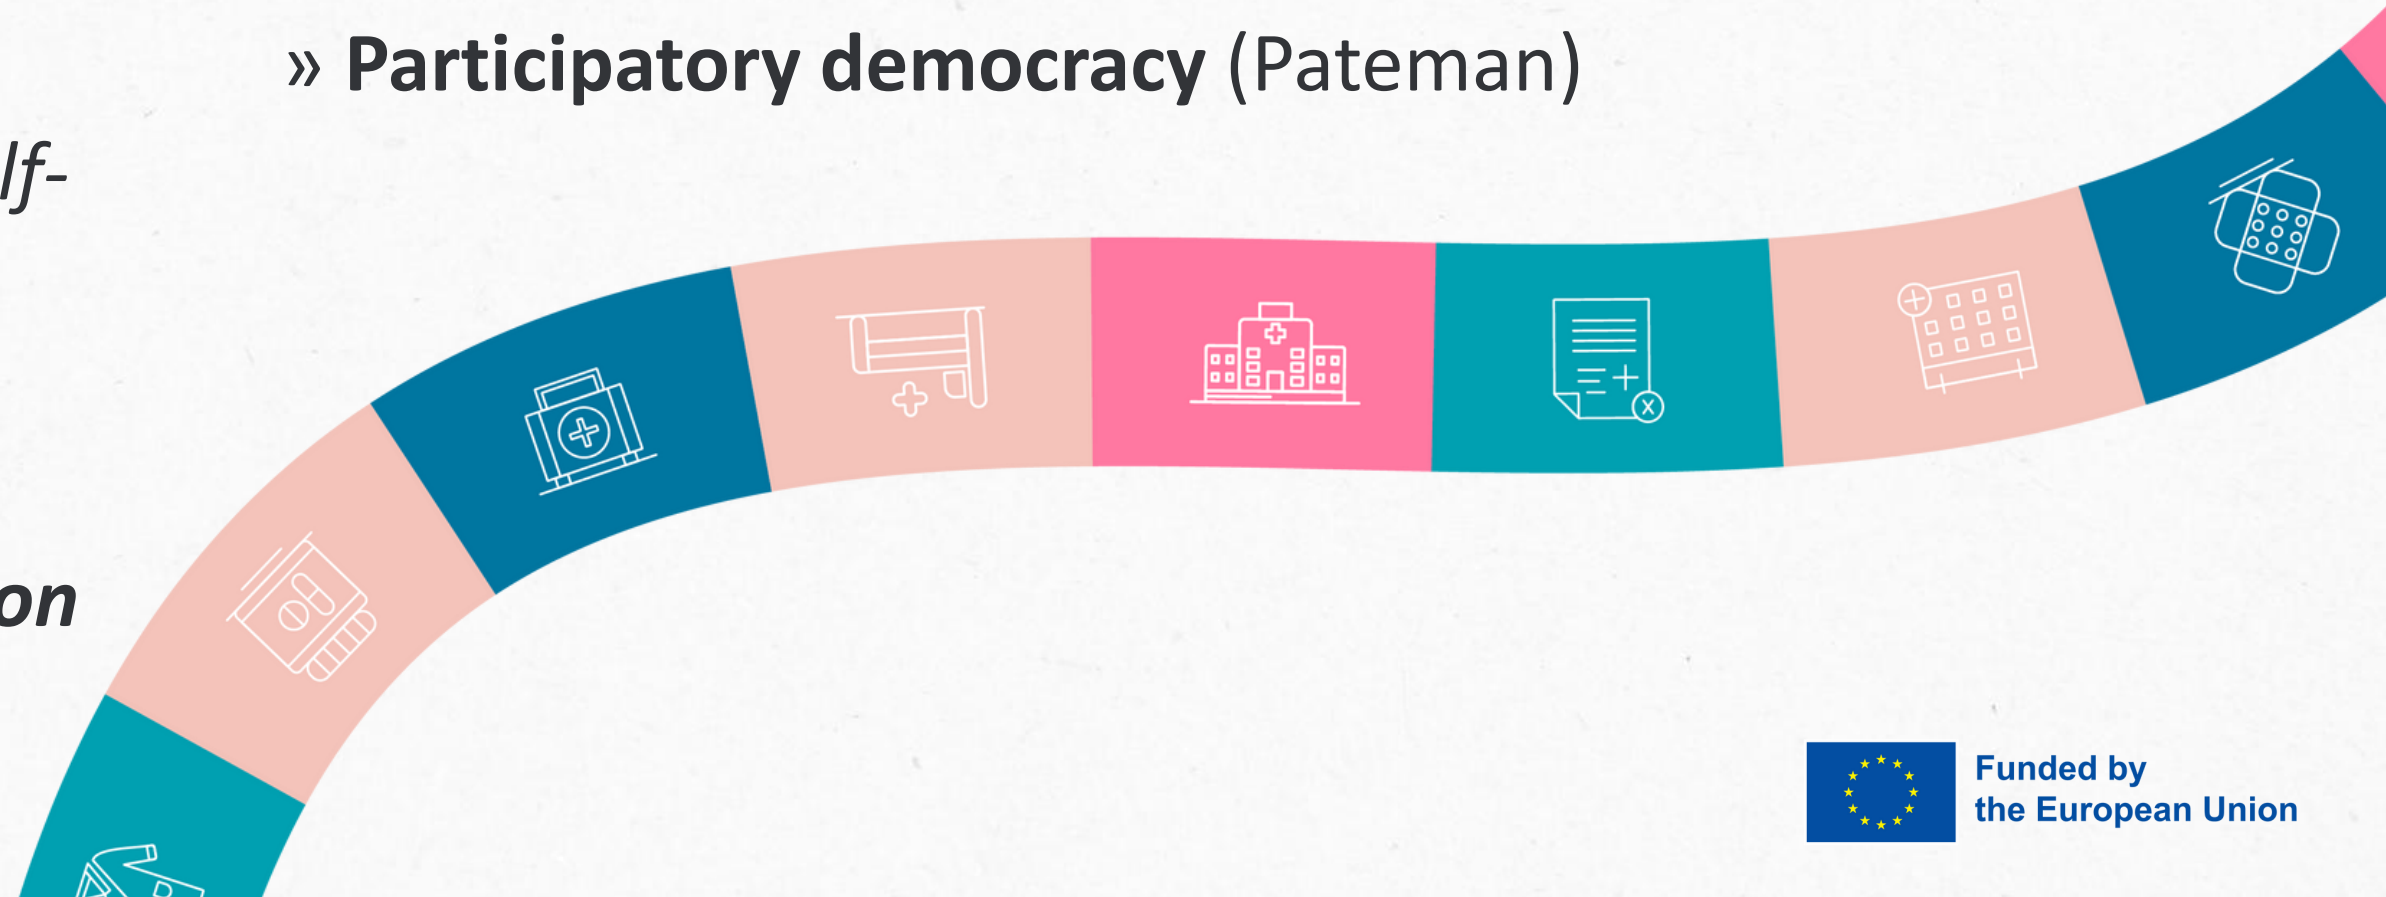 » Participatory democracy (Pateman)
lf-
on
Funded by
the European Union